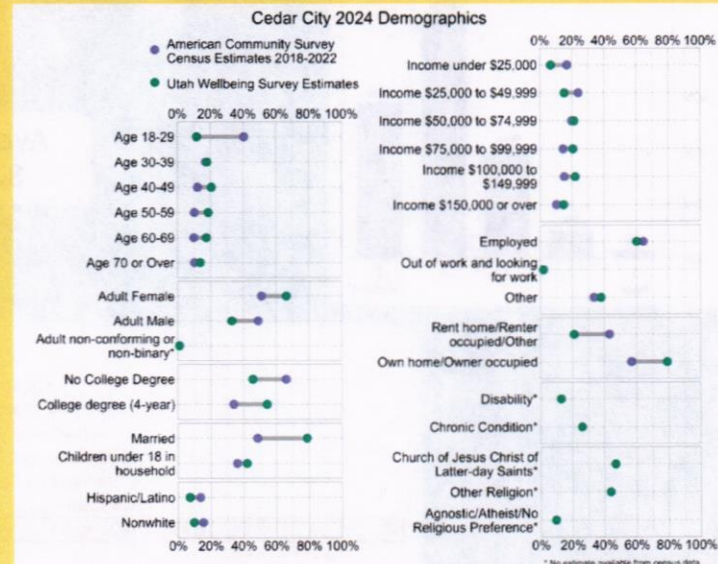 Cedar City 2024 Demographics
American Community Survey
Census Estimates 2018-2022
Utah Wellbeing Survey Estimates
0% 20% 40% 60% 80% 100%
Age 18-29
Age 30-39
Age 40-49
Age 50-59
Age 60-69
Age 70 or Over
Adult Female
Adult Male
Adult non-conforming or
non-binary*
No College Degree
College degree (4-year)
Married
Children under 18 in
household
Hispanic/Latino
Nonwhite
0% 20% 40% 60% 80% 100%
0% 20% 40% 60% 80% 100%
Income under $25,000
Income $25,000 to $49,999
Income $50,000 to $74,999
Income $75,000 to $99,999
Income $100,000 to
$149,999
Income $150,000 or over
Employed
Out of work and looking
for work
Other
Rent home/Renter
occupied/Other
Own home/Owner occupied
Disability*
Chronic Condition*
Church of Jesus Christ of
Latter-day Saints*
Other Religion*
Agnostic/Atheist/No
Religious Preference*
0% 20% 40% 60% 80% 100%
* No estimate available from census data